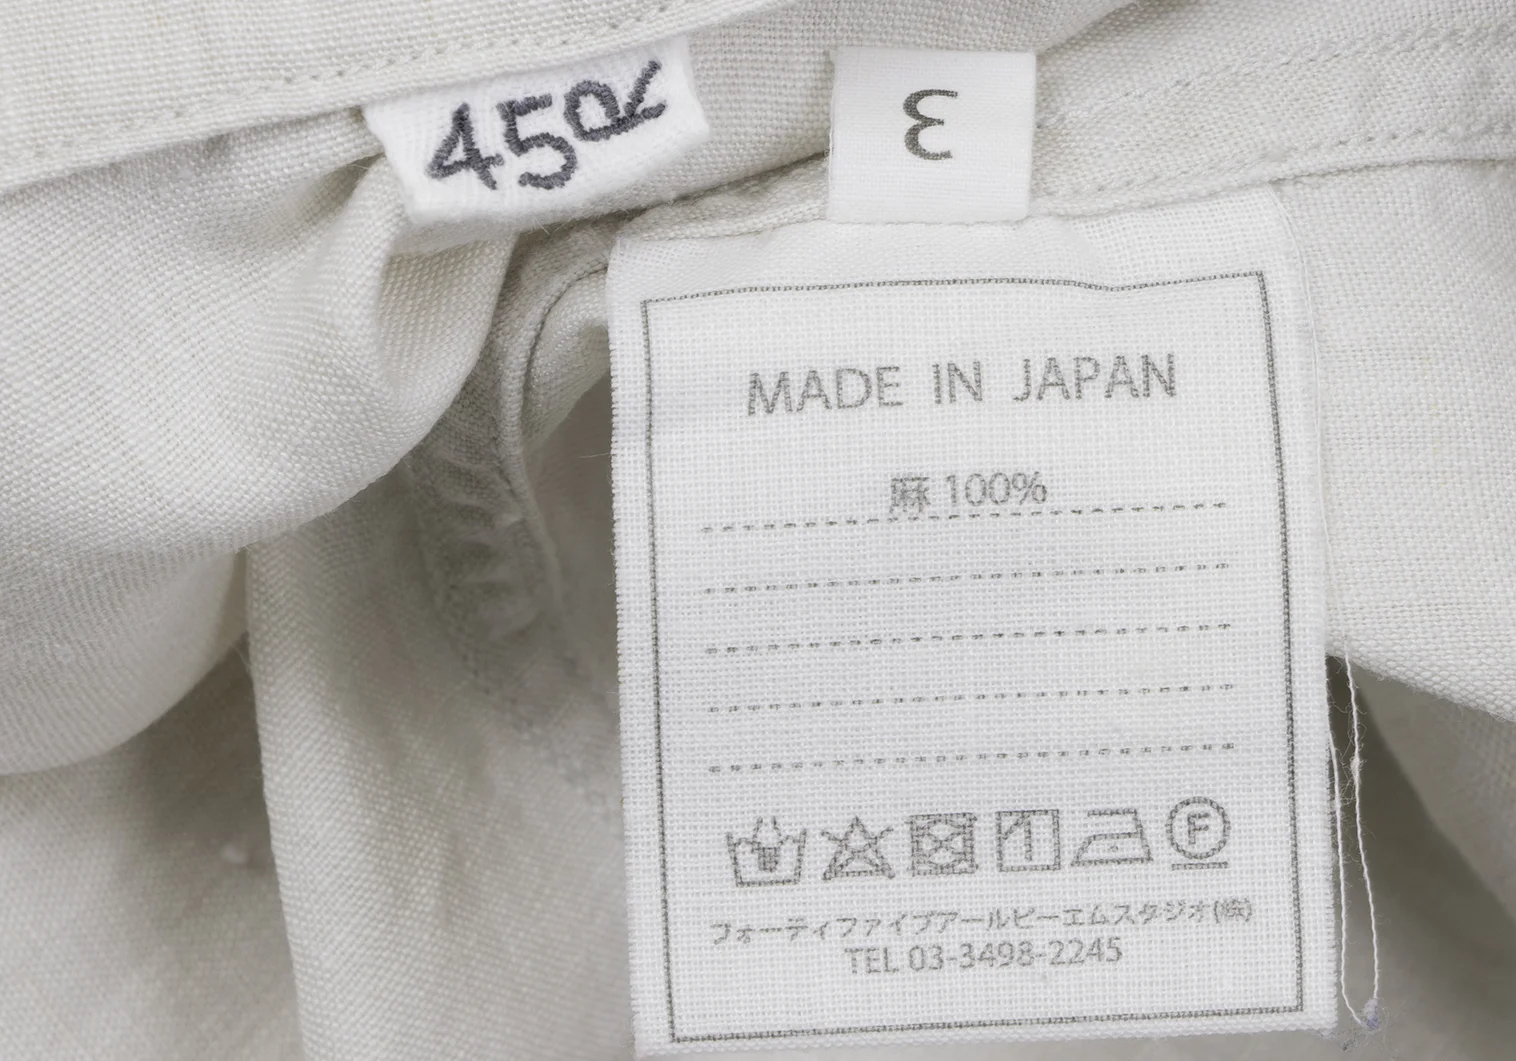 45R
3
MADE IN JAPAN
麻 100%
F
フォーティファイブアールピーエムスタジオ(株)
TEL 03-3498-2245